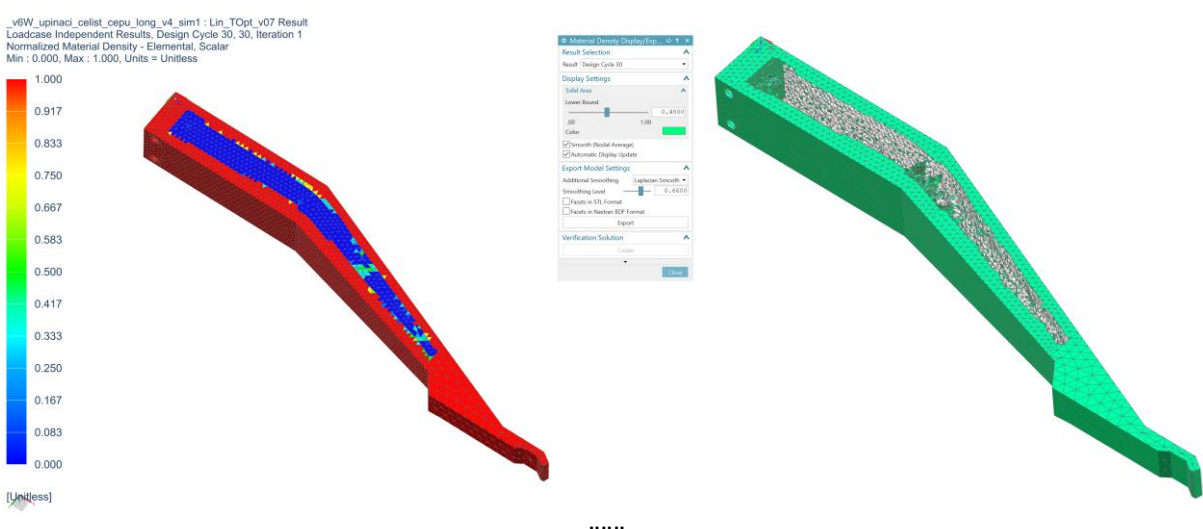 _v6W_upinaci_celist_cepu_long_v4_sim1 : Lin_TOpt_v07 Result
Loadcase Independent Results, Design Cycle 30, 30, Iteration 1
Normalized Material Density - Elemental, Scalar
Min : 0.000, Max : 1.000, Units = Unitless
1.000
0.917
0.833
0.750
0.667
0.583
0.500
0.417
0.333
0.250
0.167
0.083
0.000
[Unitless]
Material Density Display/Exp...
Result Selection
Result Design Cycle 30
Display Settings
Solid Area
Lower Bound
0.4800
.00 1.00
Color
Smooth (Nodal Average)
Automatic Display Update
Export Model Settings
Additional Smoothing Laplacian Smooth
Smoothing Level 0.6600
Facets in STL Format
Facets in Nastran BDF Format
Export
Verification Solution
Create
Close